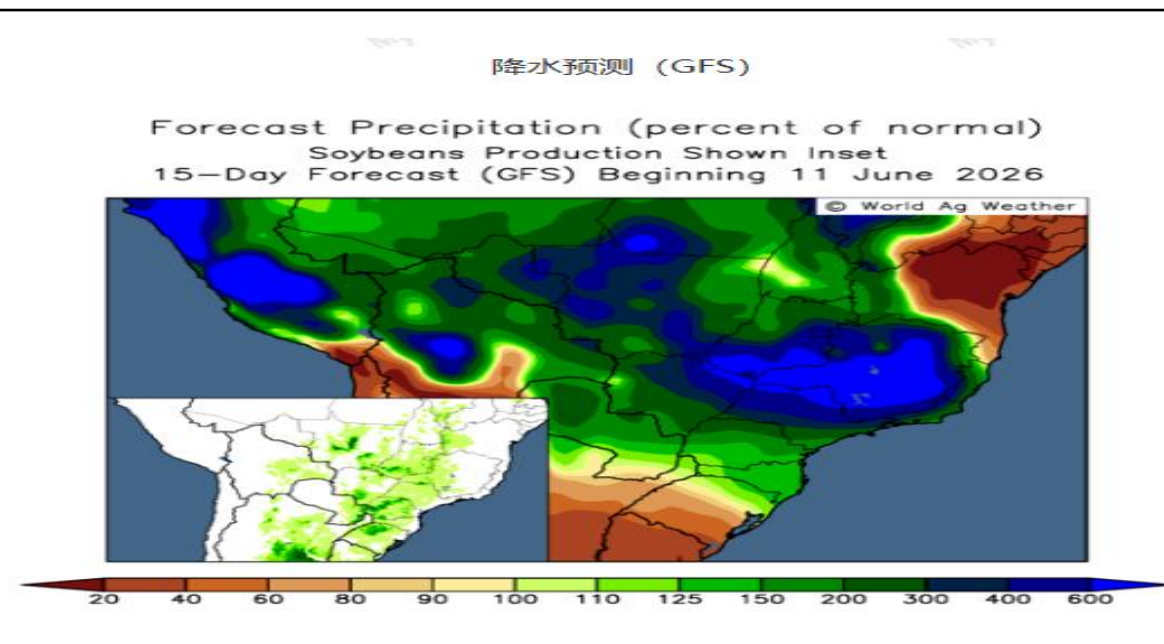 降水预测 (GFS)
Forecast Precipitation (percent of normal)
Soybeans Production Shown Inset
15-Day Forecast (GFS) Beginning 11 June 2026
© World Ag Weather
20 40 60 80 90 100 110 125 150 200 300 400 600